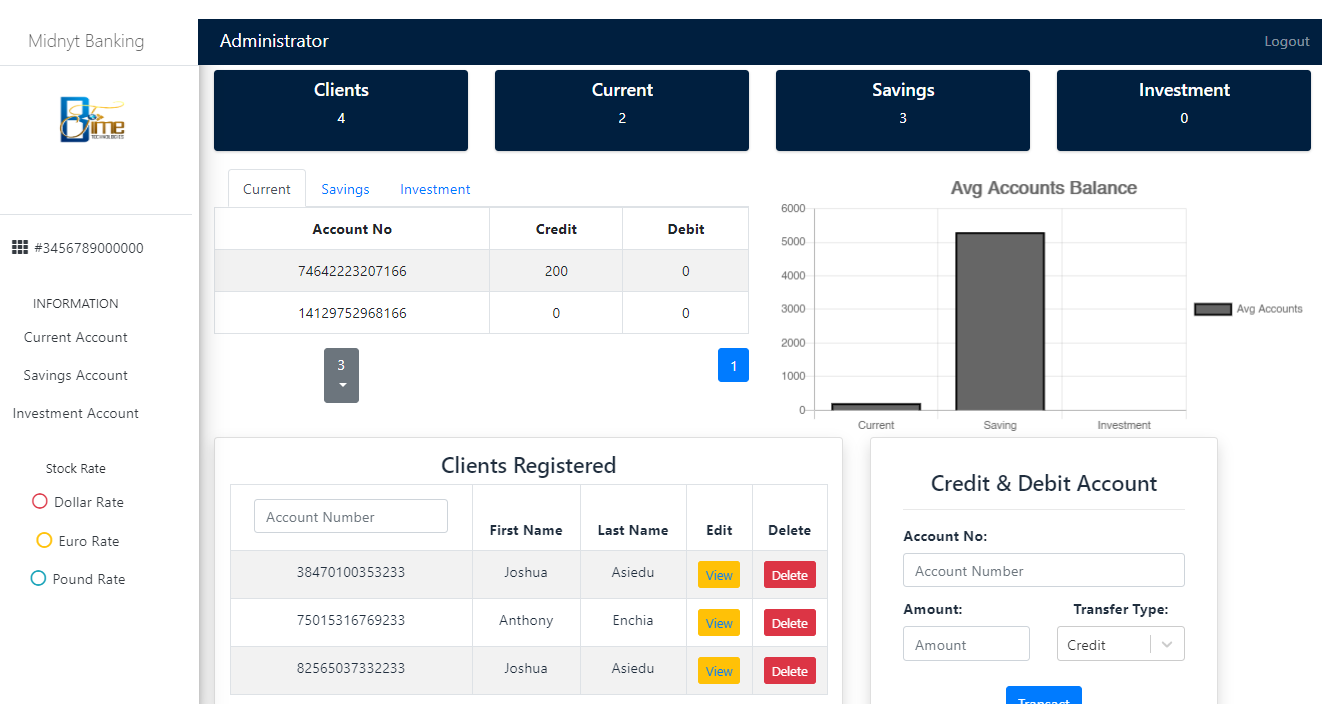 Midnyt Banking
Administrator
Logout
Clients
4
Current
2
Savings
3
Investment
0
Time
TECHNOLOGIES
#3456789000000
INFORMATION
Current Account
Savings Account
Investment Account
Stock Rate
Dollar Rate
Euro Rate
Pound Rate
Current Savings Investment
Account No Credit Debit
74642223207166 200 0
14129752968166 0 0
3
1
Avg Accounts Balance
6000
5000
4000
3000
2000
1000
0
Current Saving Investment
Avg Accounts
Clients Registered
Account Number First Name Last Name Edit Delete
38470100353233 Joshua Asiedu View Delete
75015316769233 Anthony Enchia View Delete
82565037332233 Joshua Asiedu View Delete
Credit & Debit Account
Account No:
Account Number
Amount: Transfer Type:
Amount Credit
Transact